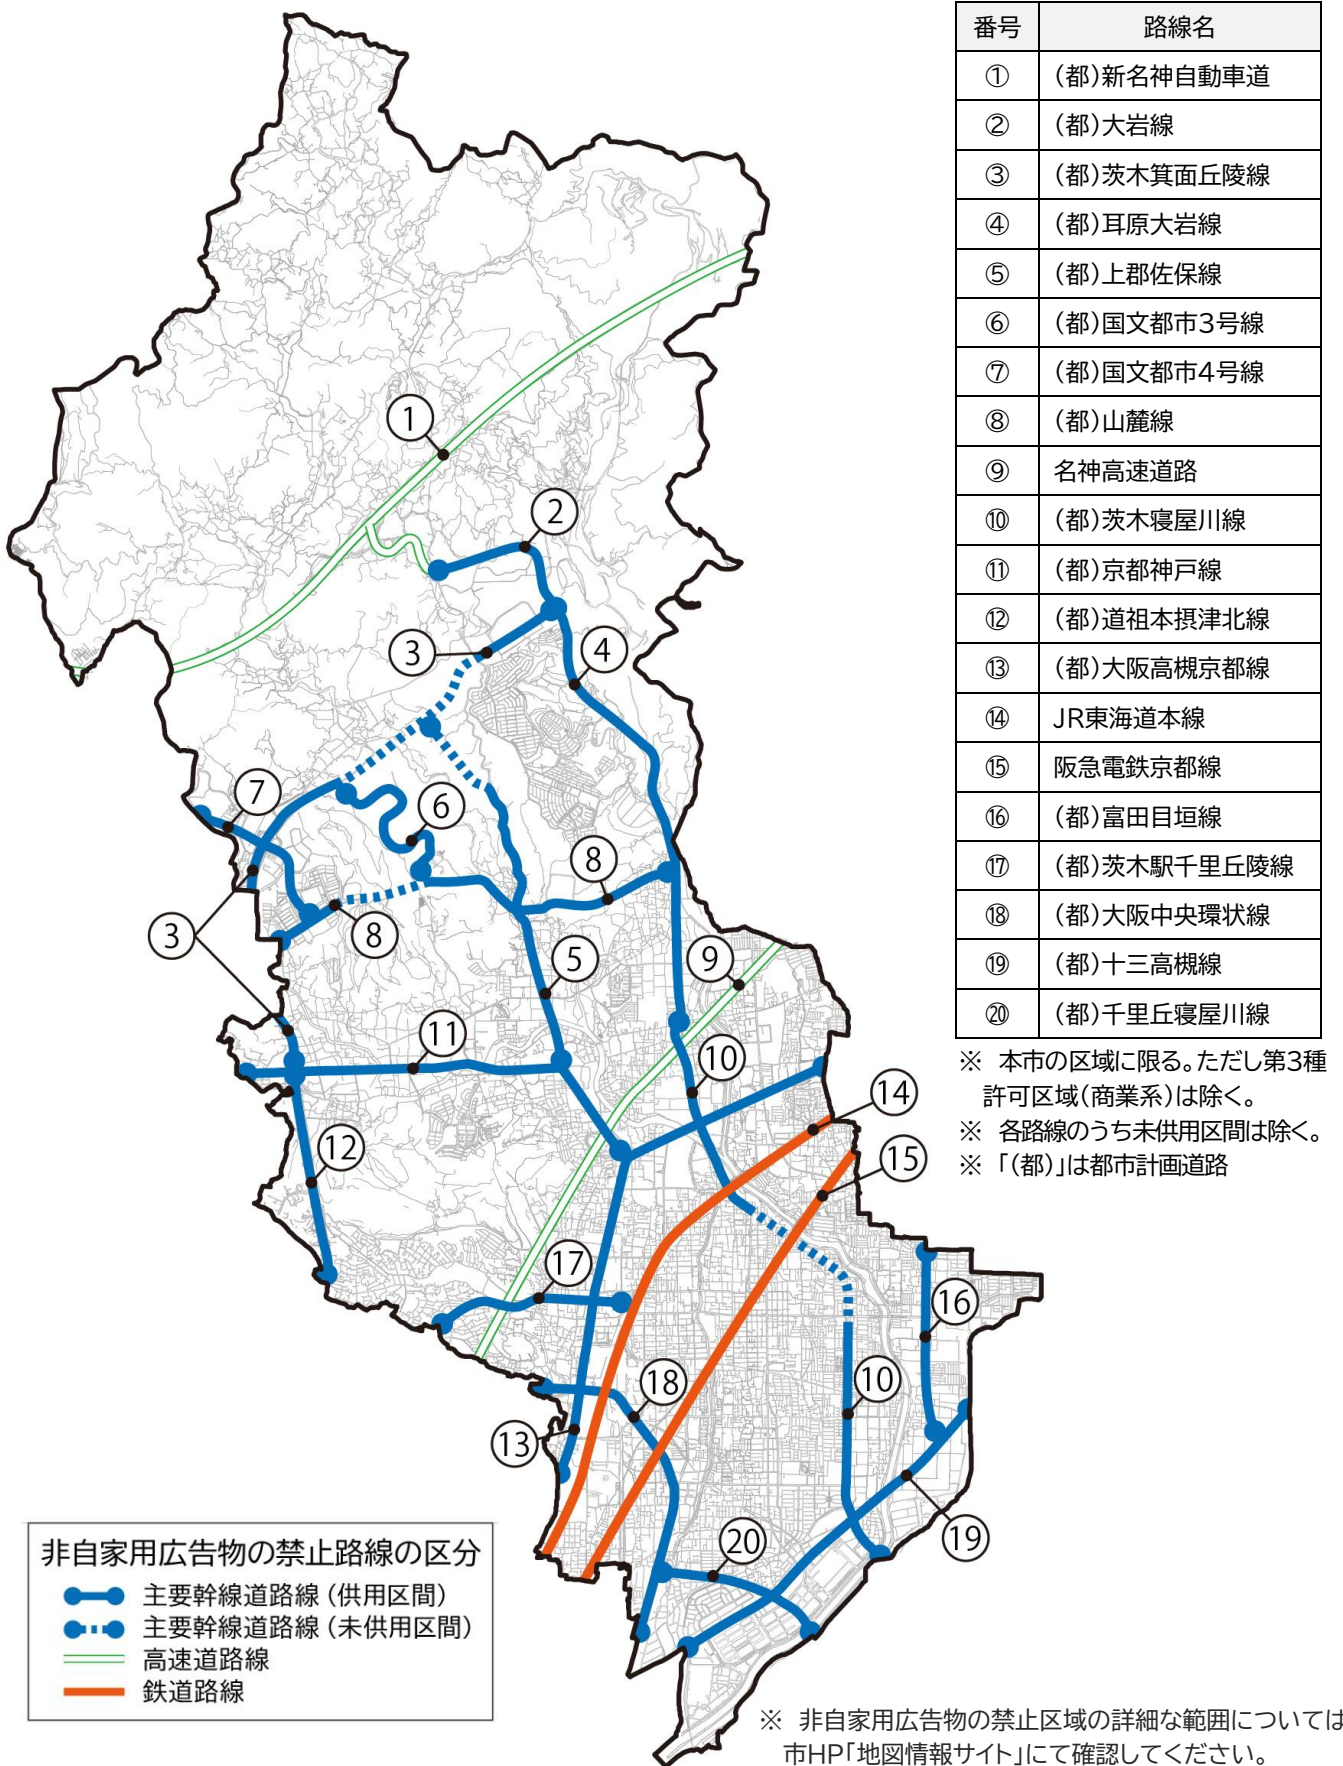 番号 路線名
① （都）新名神自動車道
② （都）大岩線
③ （都）茨木箕面丘陵線
④ （都）耳原大岩線
⑤ （都）上郡佐保線
⑥ （都）国文都市3号線
⑦ （都）国文都市4号線
⑧ （都）山麓線
⑨ 名神高速道路
⑩ （都）茨木寝屋川線
⑪ （都）京都神戸線
⑫ （都）道祖本摂津北線
⑬ （都）大阪高槻京都線
⑭ JR東海道本線
⑮ 阪急電鉄京都線
⑯ （都）富田目垣線
⑰ （都）茨木駅千里丘陵線
⑱ （都）大阪中央環状線
⑲ （都）十三高槻線
⑳ （都）千里丘寝屋川線
※ 本市の区域に限る。ただし第3種
許可区域（商業系）は除く。
※ 各路線のうち未供用区間は除く。
※ 「（都）」は都市計画道路
1
2
3
4
7
6
8
3
8
5
9
11
10
14
12
15
17
16
18
10
13
19
20
非自家用広告物の禁止路線の区分
主要幹線道路線（供用区間）
主要幹線道路線（未供用区間）
高速道路線
鉄道路線
※ 非自家用広告物の禁止区域の詳細な範囲については
市HP「地図情報サイト」にて確認してください。